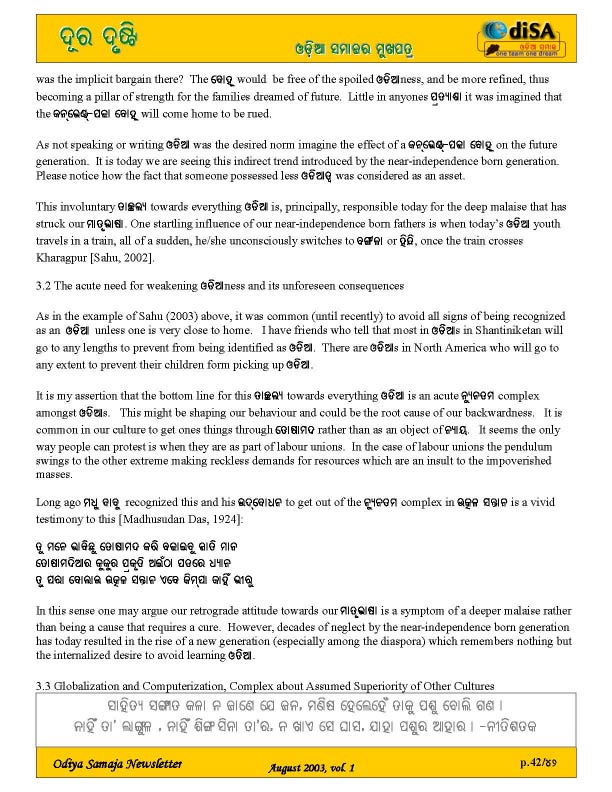 ଦୂର ଦୃଷ୍ଟି
ଓଡ଼ିଆ ସମାଜର ମୁଖପତ୍ର
ଓdiSA
ଓଡ଼ିଆ ସମାଜ
one team one dream
was the implicit bargain there? The ବୋହୂ would be free of the spoiled ଓଡ଼ିଆness, and be more refined, thus
becoming a pillar of strength for the families dreamed of future. Little in anyones ପ୍ରତ୍ୟାଶା it was imagined that
the କନ୍‌ଭେଣ୍ଟ-ପଢା ବୋହୂ will come home to be rued.
As not speaking or writing ଓଡ଼ିଆ was the desired norm imagine the effect of a କନ୍‌ଭେଣ୍ଟ-ପଢା ବୋହୂ on the future
generation. It is today we are seeing this indirect trend introduced by the near-independence born generation.
Please notice how the fact that someone possessed less ଓଡ଼ିଆତ୍ୱ was considered as an asset.
This involuntary ତାଚ୍ଛଲ୍ୟ towards everything ଓଡ଼ିଆ is, principally, responsible today for the deep malaise that has
struck our ମାତୃଭାଷା. One startling influence of our near-independence born fathers is when today's ଓଡ଼ିଆ youth
travels in a train, all of a sudden, he/she unconsciously switches to ବଙ୍ଗଳା or ହିନ୍ଦି, once the train crosses
Kharagpur [Sahu, 2002].
3.2 The acute need for weakening ଓଡ଼ିଆness and its unforeseen consequences
As in the example of Sahu (2003) above, it was common (until recently) to avoid all signs of being recognized
as an ଓଡ଼ିଆ unless one is very close to home. I have friends who tell that most in ଓଡ଼ିଆs in Shantiniketan will
go to any lengths to prevent from being identified as ଓଡ଼ିଆ. There are ଓଡ଼ିଆs in North America who will go to
any extent to prevent their children form picking up ଓଡ଼ିଆ.
It is my assertion that the bottom line for this ତାଚ୍ଛଲ୍ୟ towards everything ଓଡ଼ିଆ is an acute ନ୍ୟୂନତମ complex
amongst ଓଡ଼ିଆs. This might be shaping our behaviour and could be the root cause of our backwardness. It is
common in our culture to get ones things through ତୋଷାମଦ rather than as an object of ନ୍ୟାୟ. It seems the only
way people can protest is when they are as part of labour unions. In the case of labour unions the pendulum
swings to the other extreme making reckless demands for resources which are an insult to the impoverished
masses.
Long ago ମଧୁ ବାବୁ recognized this and his ଉଦ୍‌ବୋଧନ to get out of the ନ୍ୟୂନତମ complex in ଉତ୍କଳ ସନ୍ତାନ is a vivid
testimony to this [Madhusudan Das, 1924]:
ତୁ ମନେ ଭାବିଛୁ ତୋଷାମଦ କରି ବଢାଇବୁ ଜାତି ମାନ
ତୋଷାମଦିଆର କୁକୁର ପ୍ରକୃତି ଅଇଁଠା ପତରେ ଧ୍ୟାନ
ତୁ ପରା ବୋଲାଉ ଉତ୍କଳ ସନ୍ତାନ ଏବେ କିମ୍ପା କାହିଁ ଭୀରୁ
In this sense one may argue our retrograde attitude towards our ମାତୃଭାଷା is a symptom of a deeper malaise rather
than being a cause that requires a cure. However, decades of neglect by the near-independence born generation
has today resulted in the rise of a new generation (especially among the diaspora) which remembers nothing but
the internalized desire to avoid learning ଓଡ଼ିଆ.
3.3 Globalization and Computerization, Complex about Assumed Superiority of Other Cultures
ସାହିତ୍ୟ ସଙ୍ଗୀତ କଳା ନ ଜାଣେ ଯେ ଜନ, ମଣିଷ ହେଲେହେଁ ତାକୁ ପଶୁ ବୋଲି ଗଣ ।
ନାହିଁ ତା' ଲାଙ୍ଗୁଳ , ନାହିଁ ଶିଙ୍ଗ ସିନା ତା'ର, ନ ଖାଏ ସେ ଘାସ, ଯାହା ପଶୁର ଆହାର । -ନୀତିଶତକ
Odiya Samaja Newsletter
August 2003, vol. 1
p.42/୪୨